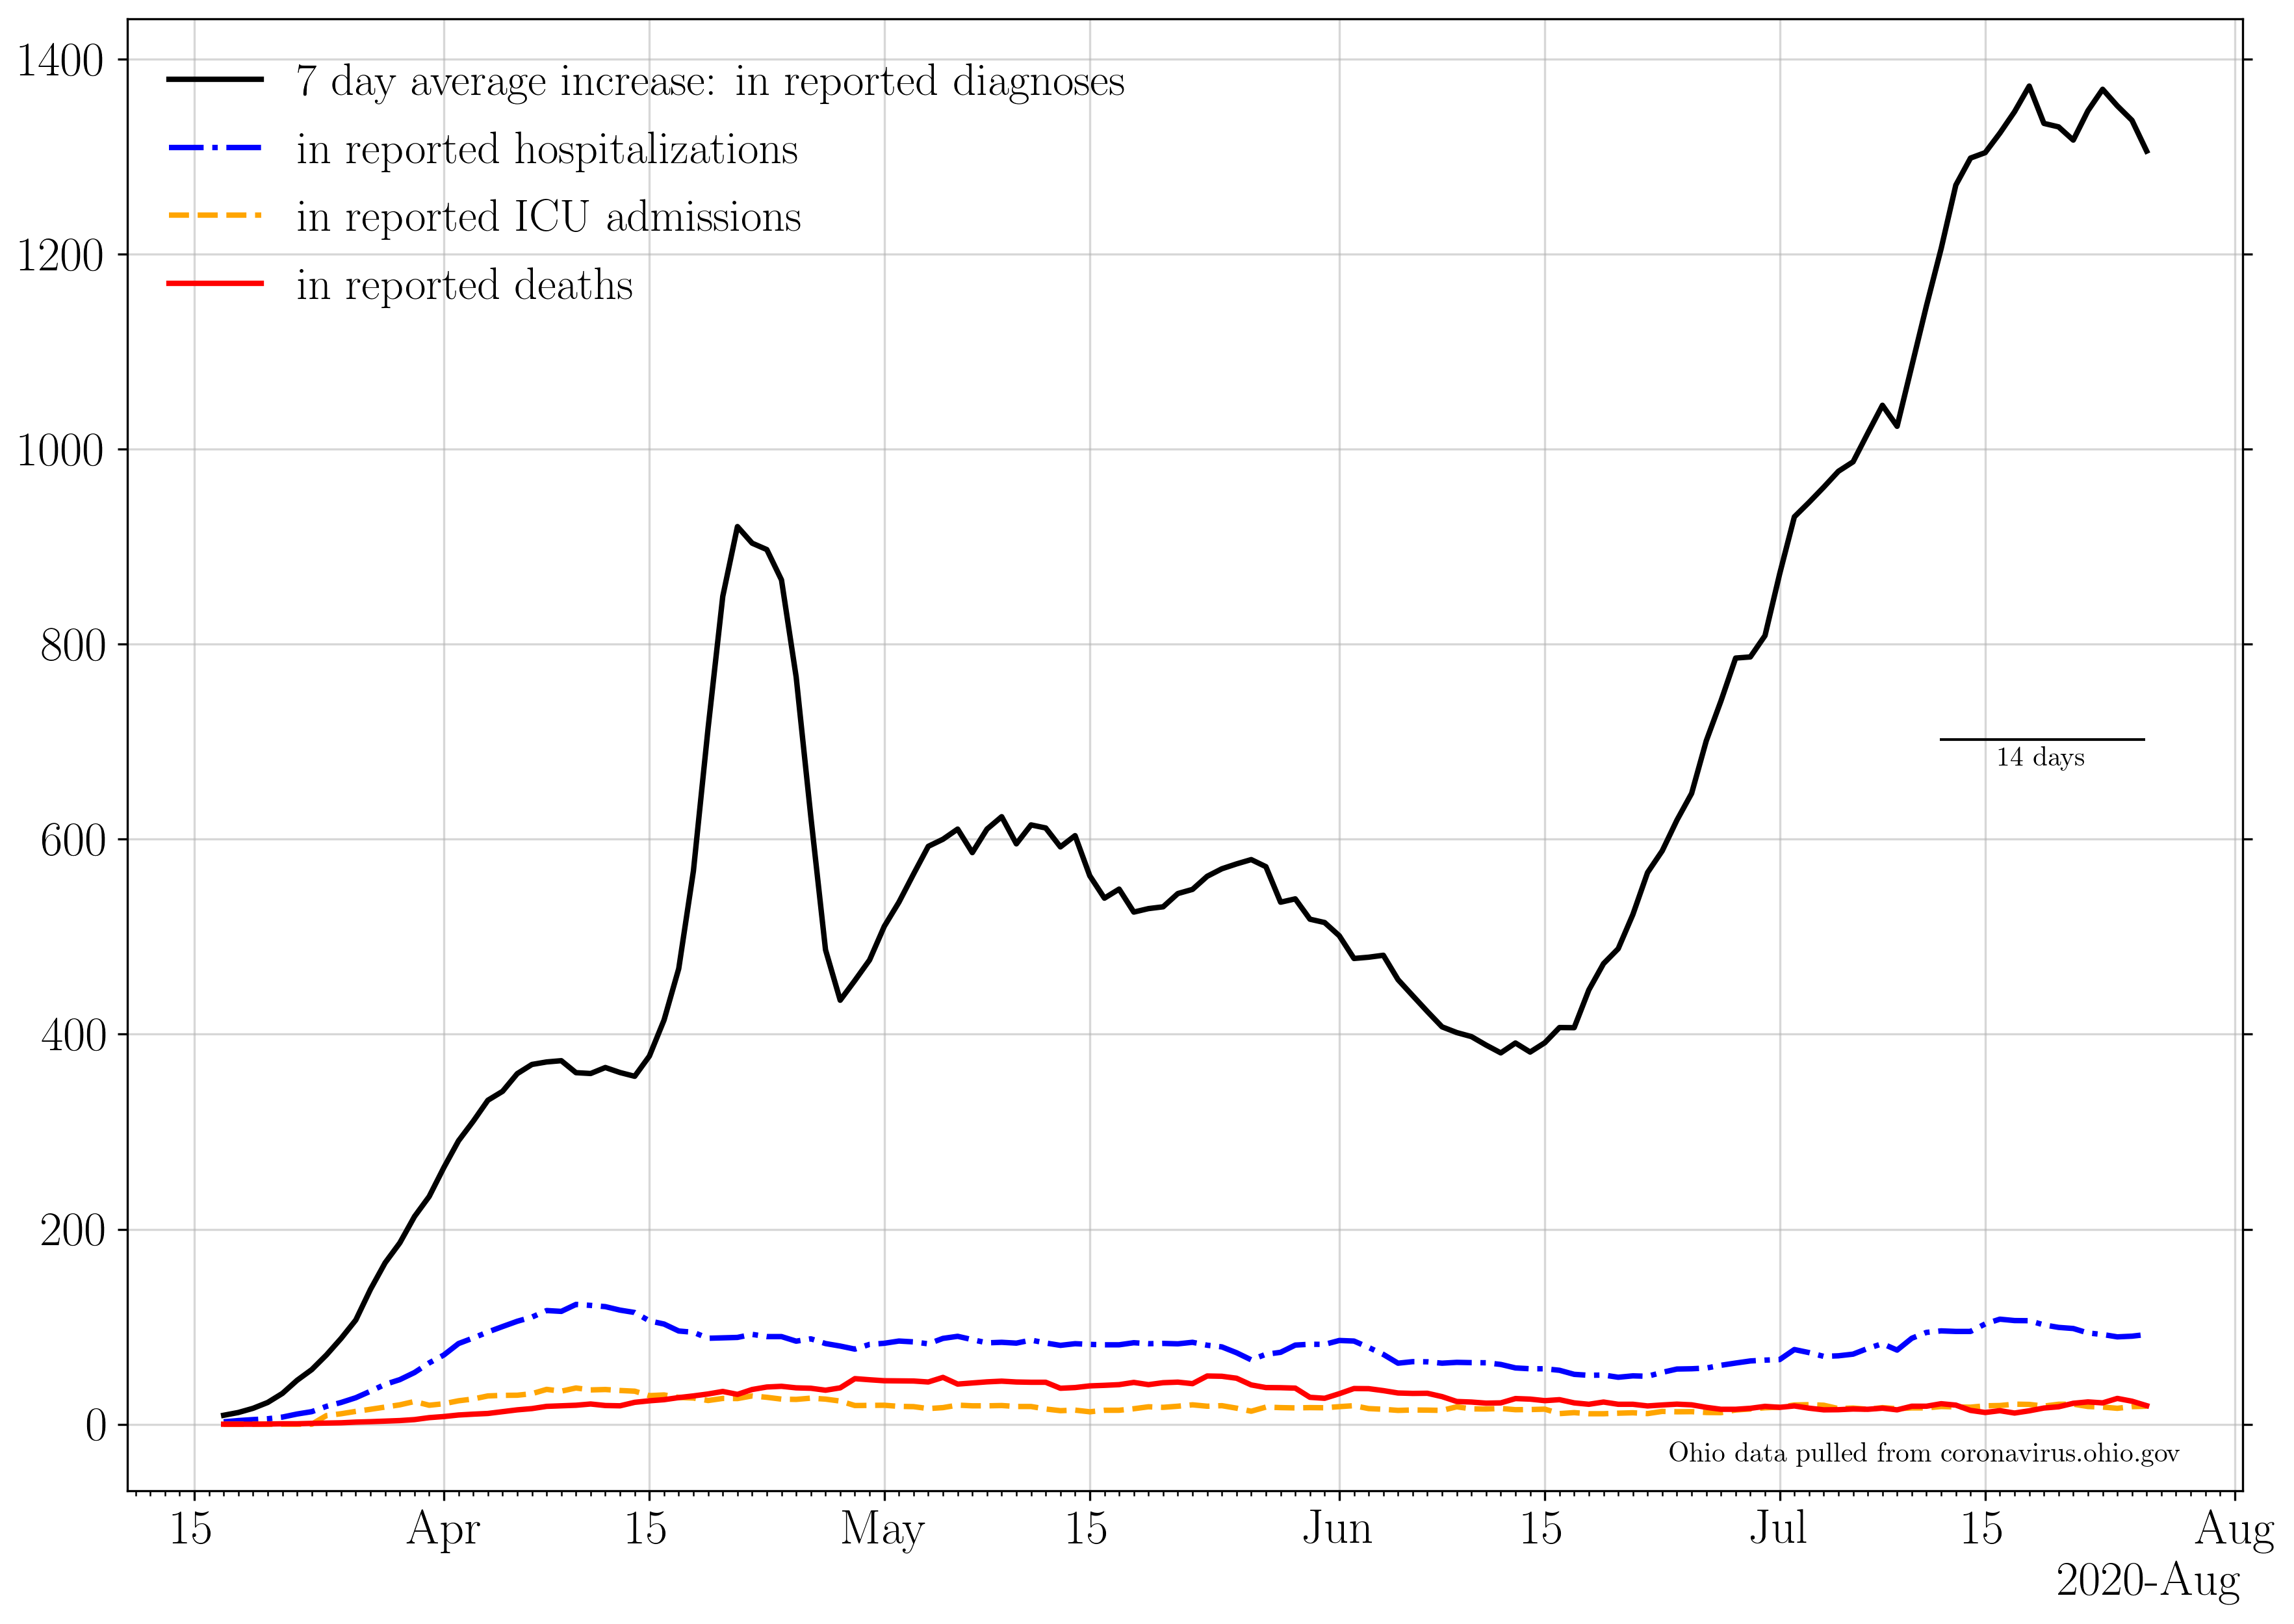 1400
7 day average increase: in reported diagnoses
in reported hospitalizations
in reported ICU admissions
1200
in reported deaths
1000
800
14 days
600
400
200
0
Ohio data pulled from coronavirus.ohio.gov
15 Apr 15 May 15 Jun 15 Jul 15 Aug
2020-Aug